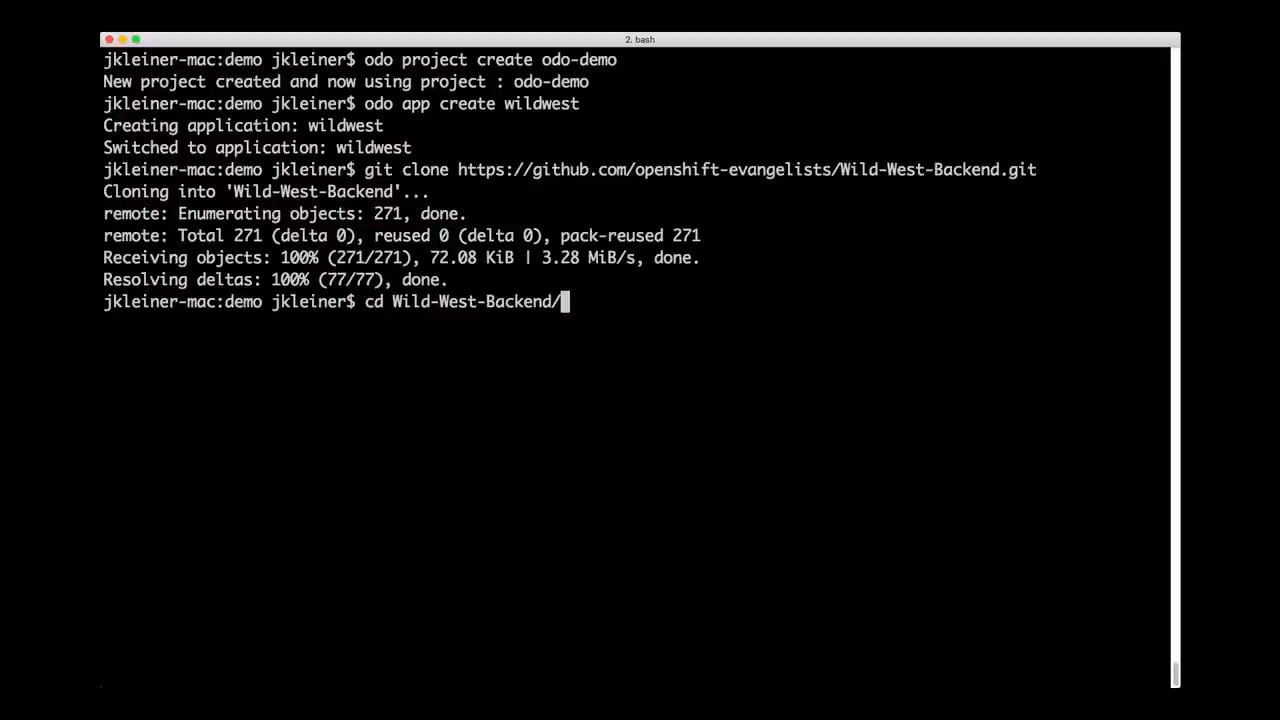 2. bash
jkleiner-mac:demo jkleiner$ odo project create odo-demo
New project created and now using project : odo-demo
jkleiner-mac:demo jkleiner$ odo app create wildwest
Creating application: wildwest
Switched to application: wildwest
jkleiner-mac:demo jkleiner$ git clone https://github.com/openshift-evangelists/Wild-West-Backend.git
Cloning into 'Wild-West-Backend'...
remote: Enumerating objects: 271, done.
remote: Total 271 (delta 0), reused 0 (delta 0), pack-reused 271
Receiving objects: 100% (271/271), 72.08 KiB | 3.28 MiB/s, done.
Resolving deltas: 100% (77/77), done.
jkleiner-mac:demo jkleiner$ cd Wild-West-Backend/